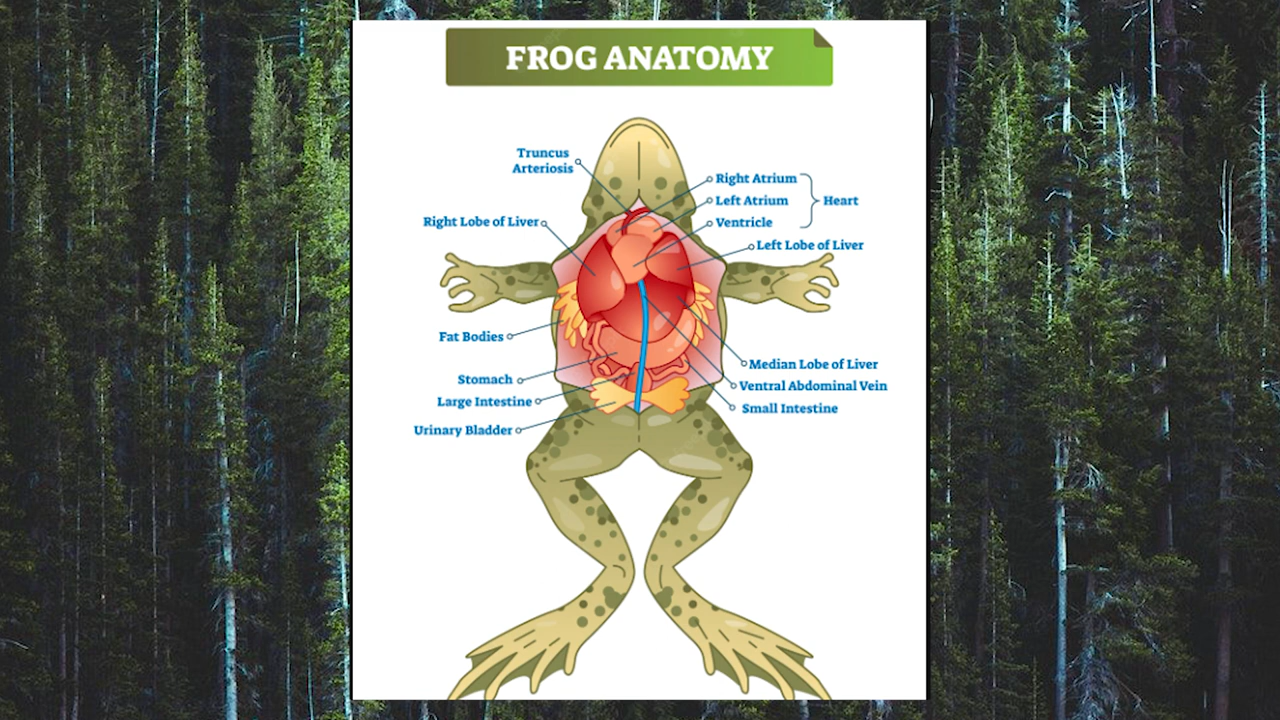 FROG ANATOMY
Truncus
Arteriosis
Right Atrium
Left Atrium
Heart
Ventricle
Right Lobe of Liver
Left Lobe of Liver
Fat Bodies
Stomach
Large Intestine
Urinary Bladder
Median Lobe of Liver
Ventral Abdominal Vein
Small Intestine